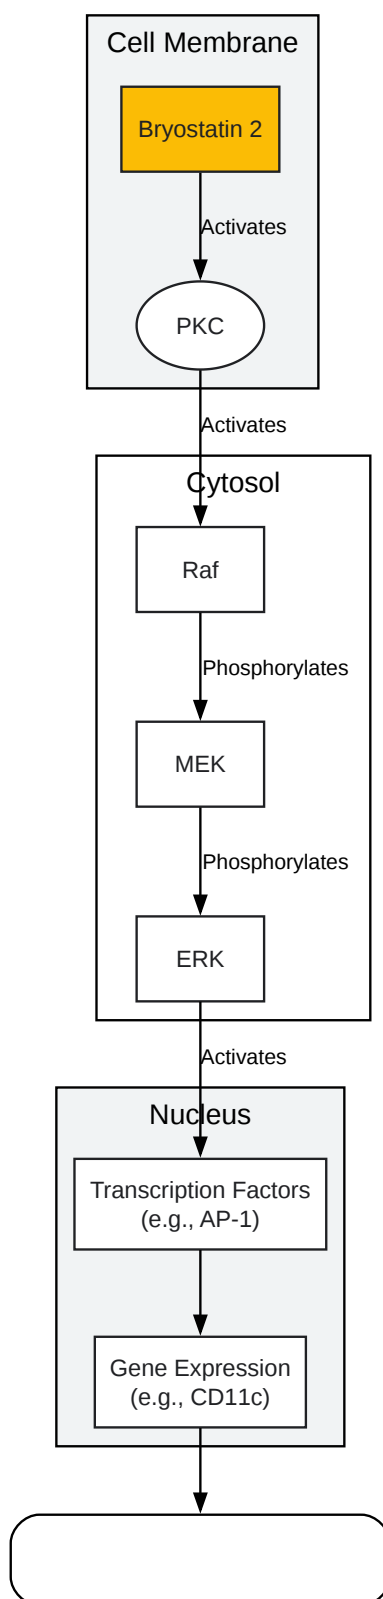 Cell Membrane
Bryostatin 2
Activates
PKC
Activates
Cytosol
Raf
Phosphorylates
MEK
Phosphorylates
ERK
Activates
Nucleus
Transcription Factors
(e.g., AP-1)
Gene Expression
(e.g., CD11c)